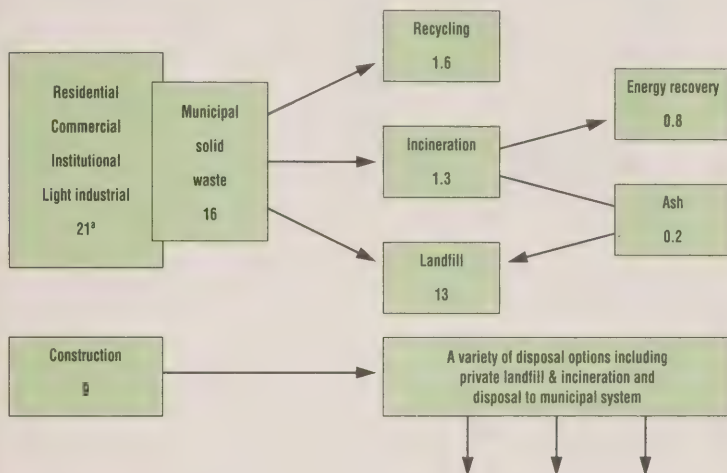 Residential
Commercial
Institutional
Light industrial
21ª
Municipal
solid
waste
16
Recycling
1.6
Incineration
1.3
Landfill
13
Energy recovery
0.8
Ash
0.2
Construction
9
A variety of disposal options including
private landfill & incineration and
disposal to municipal system